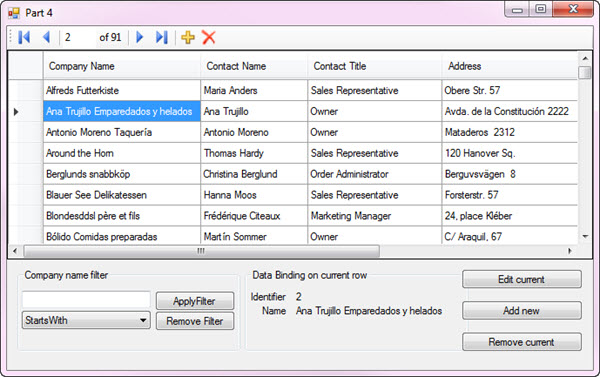 Part 4
2 of 91
Company Name Contact Name Contact Title Address
Alfreds Futterkiste Maria Anders Sales Representative Obere Str. 57
Ana Trujillo Emparedados y helados Ana Trujillo Owner Avda. de la Constitución 2222
Antonio Moreno Taquería Antonio Moreno Owner Mataderos 2312
Around the Horn Thomas Hardy Sales Representative 120 Hanover Sq.
Berglunds snabbköp Christina Berglund Order Administrator Berguvsvägen 8
Blauer See Delikatessen Hanna Moos Sales Representative Forsterstr. 57
Blondesddsl père et fils Frédérique Citeaux Marketing Manager 24, place Kléber
Bólido Comidas preparadas Martín Sommer Owner C/ Araquil, 67
Company name filter
ApplyFilter
StartsWith
Remove Filter
Data Binding on current row
Identifier 2
Name Ana Trujillo Emparedados y helados
Edit current
Add new
Remove current